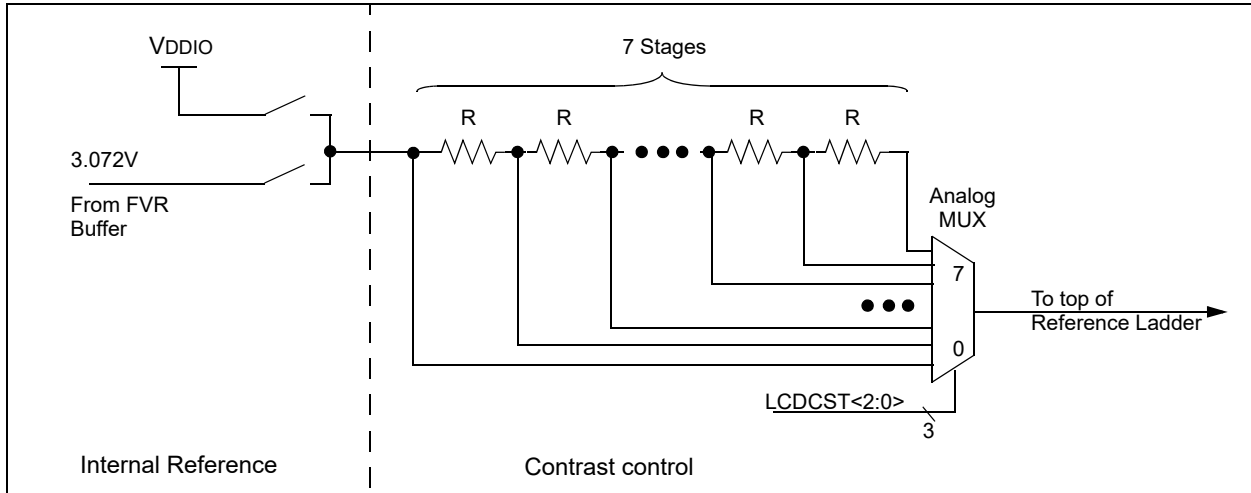 VDDIO
7 Stages
R
R
R
R
3.072V
From FVR
Buffer
Analog
MUX
7
0
To top of
Reference Ladder
LCDCST<2:0>
3
Internal Reference
Contrast control